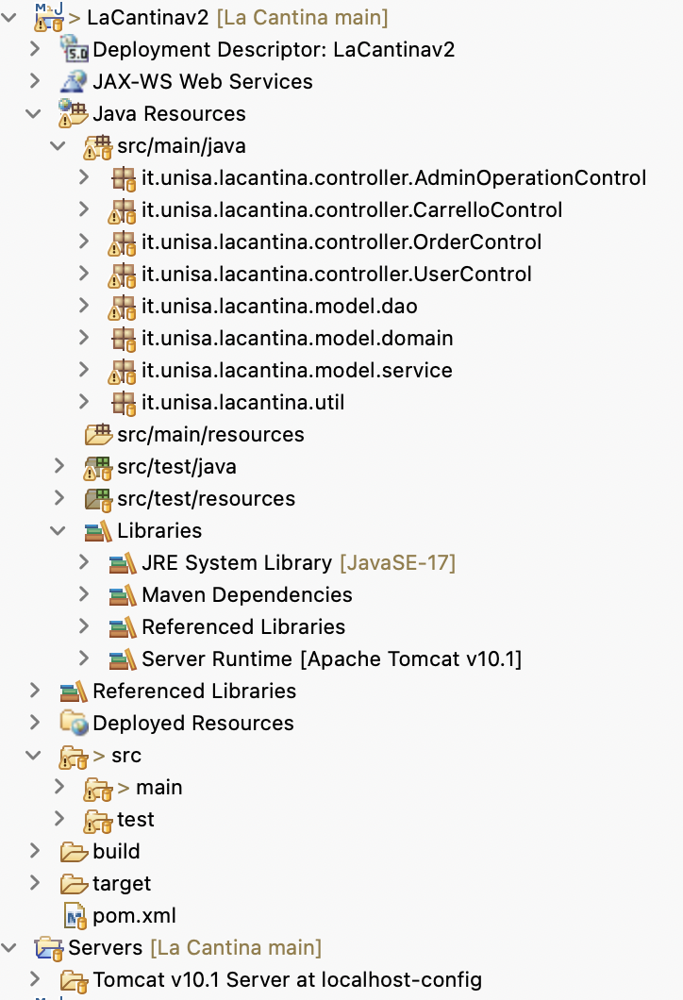 > LaCantinav2 [La Cantina main]
Deployment Descriptor: LaCantinav2
JAX-WS Web Services
Java Resources
src/main/java
it.unisa.lacantina.controller.AdminOperationControl
it.unisa.lacantina.controller.CarrelloControl
it.unisa.lacantina.controller.OrderControl
it.unisa.lacantina.controller.UserControl
it.unisa.lacantina.model.dao
it.unisa.lacantina.model.domain
it.unisa.lacantina.model.service
it.unisa.lacantina.util
src/main/resources
src/test/java
src/test/resources
Libraries
JRE System Library [JavaSE-17]
Maven Dependencies
Referenced Libraries
Server Runtime [Apache Tomcat v10.1]
Referenced Libraries
Deployed Resources
> src
> main
test
build
target
pom.xml
Servers [La Cantina main]
Tomcat v10.1 Server at localhost-config